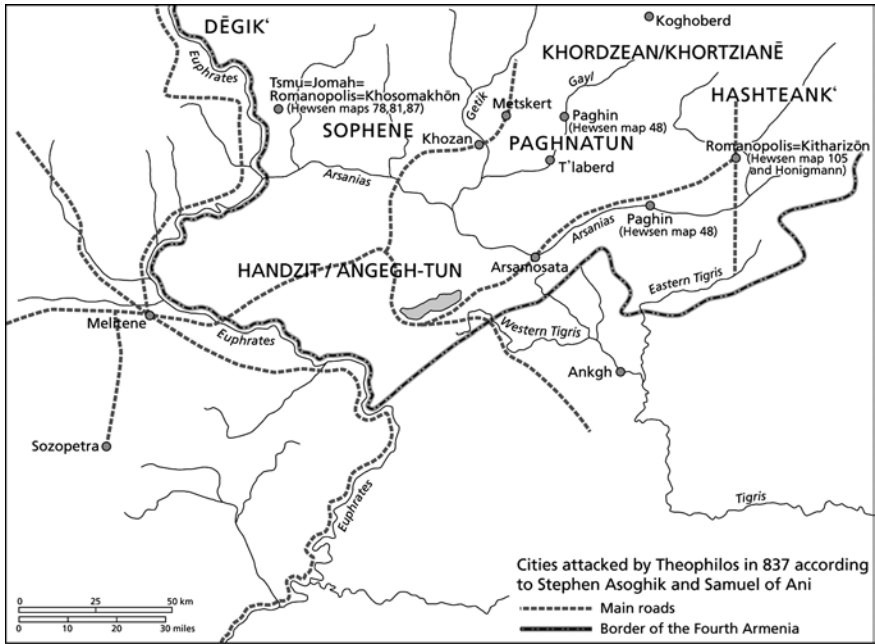 DĒGIK‘
Koghoberd
Euphrates
KHORDZEAN/KHORTZIANĒ
Tsmu=Jomah=
Romanopolis=Khosomakhōn
(Hewsen maps 78,81,87)
Getik
Gayl
Metskert
HASHTEANK‘
SOPHENE
Paghin
(Hewsen map 48)
Khozan
PAGHNATUN
Romanopolis=Kitharizōn
(Hewsen map 105
and Honigmann)
T’laberd
Arsanias
Arsanias
Paghin
(Hewsen map 48)
Arsamosata
HANDZIT / ANGEGH-TUN
Eastern Tigris
Melitene
Euphrates
Western Tigris
Ankgh
Sozopetra
Euphrates
Tigris
Cities attacked by Theophilos in 837 according
to Stephen Asoghik and Samuel of Ani
Main roads
Border of the Fourth Armenia
0 25 50 km
0 10 20 30 miles